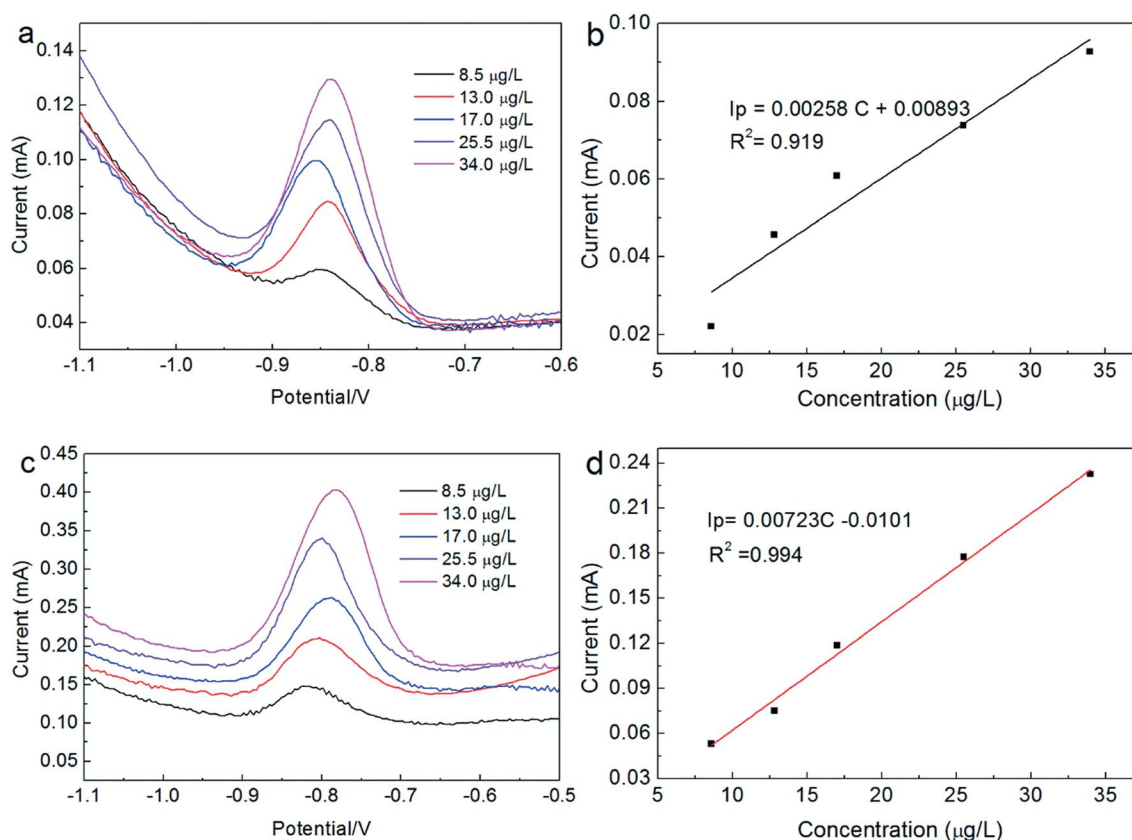 a
0.14
0.12
0.10
0.08
0.06
0.04
Current (mA)
8.5 μg/L
13.0 μg/L
17.0 μg/L
25.5 μg/L
34.0 μg/L
-1.1 -1.0 -0.9 -0.8 -0.7 -0.6
Potential/V
b
0.10
0.08
0.06
0.04
0.02
Current (mA)
Ip = 0.00258 C + 0.00893
R²= 0.919
5 10 15 20 25 30 35
Concentration (μg/L)
c
0.45
0.40
0.35
0.30
0.25
0.20
0.15
0.10
0.05
Current (mA)
8.5 μg/L
13.0 μg/L
17.0 μg/L
25.5 μg/L
34.0 μg/L
-1.1 -1.0 -0.9 -0.8 -0.7 -0.6 -0.5
Potential/V
d
0.24
0.18
0.12
0.06
0.03
Current (mA)
Ip= 0.00723C -0.0101
R² =0.994
5 10 15 20 25 30 35
Concentration (μg/L)